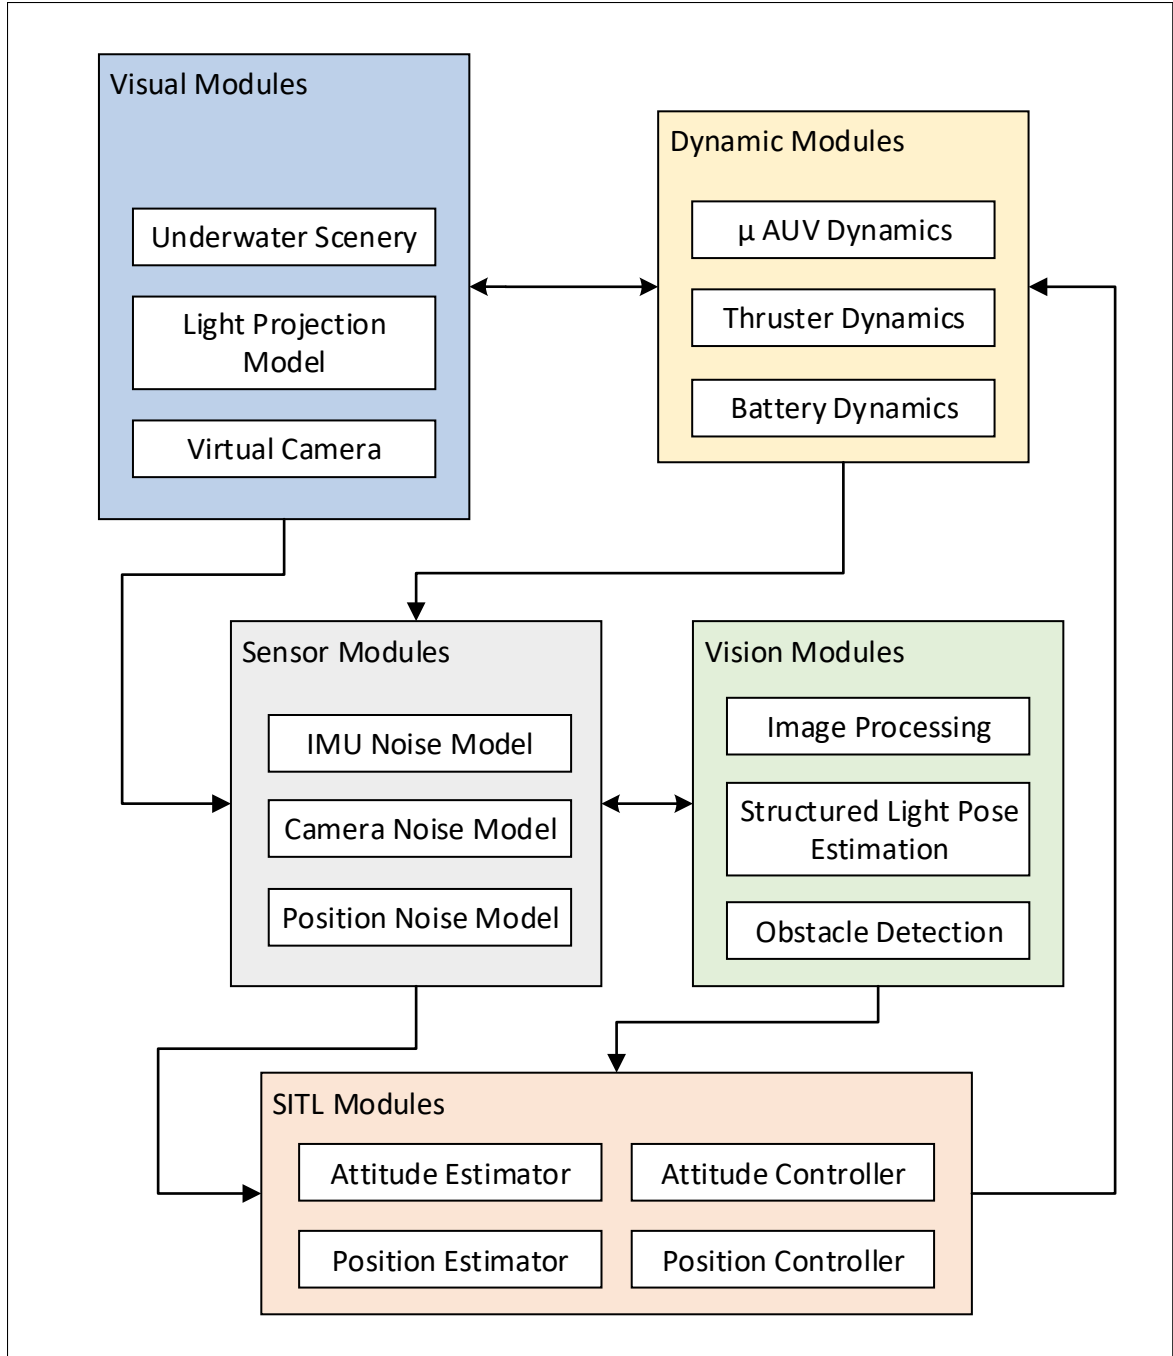 Visual Modules
Underwater Scenery
Light Projection
Model
Virtual Camera
Dynamic Modules
µ AUV Dynamics
Thruster Dynamics
Battery Dynamics
Sensor Modules
IMU Noise Model
Camera Noise Model
Position Noise Model
Vision Modules
Image Processing
Structured Light Pose
Estimation
Obstacle Detection
SITL Modules
Attitude Estimator
Attitude Controller
Position Estimator
Position Controller